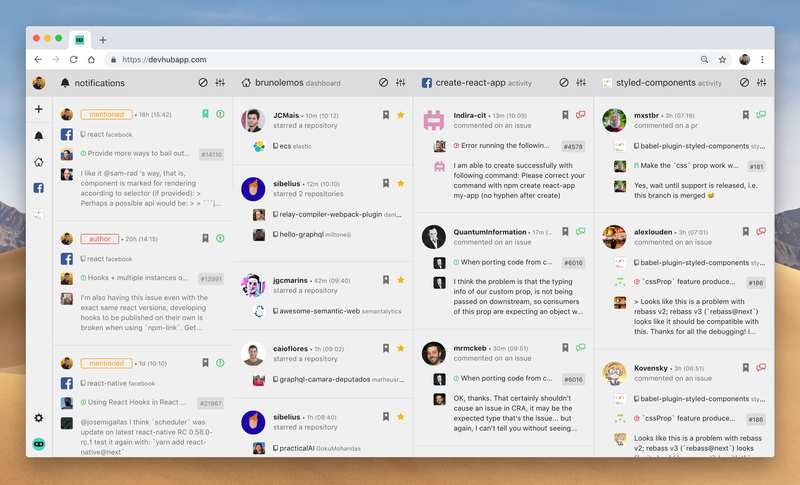 https://devhubapp.com
notifications
mentioned • 18h (15:42)
react facebook
Provide more ways to bail out... #14110
I like it @sam-rad 's way, that is,
component is marked for rendering
according to selector (if provided): >
Perhaps a possible api would be: > > ```j...
author • 20h (14:15)
react facebook
Hooks + multiple instances o... #13991
I'm also having this issue even with the
exact same react versions, developing
hooks to be published on their own is
broken when using `npm-link`. Get...
mentioned • 1d (10:10)
react-native facebook
Using React Hooks in React ... #21967
@josemigallas I think `scheduler` was
update on latest react-native RC 0.58.0-
rc.1 test it again with: `yarn add
react-native@next`
brunolemos dashboard
JCMais • 10m (10:12)
starred a repository
ecs elastic
sibelius • 12m (10:10)
starred 2 repositories
relay-compiler-webpack-plugin dani...
hello-graphql miltoneji
jgcmarins • 42m (09:40)
starred a repository
awesome-semantic-web semantalytics
caioflores • 1h (09:02)
starred a repository
graphql-camara-deputados matheusr...
sibelius • 1h (08:40)
starred a repository
practicalAI GokuMohandas
create-react-app activity
Indira-cit • 13m (10:09)
commented on an issue
Error running the followin... #4578
I am able to create successfully with
following command: Please correct your
command with npm create react-app
my-app (no hyphen after create)
QuantumInformation • 17m (...
commented on an issue
When porting code from c... #6016
I think the problem is that the typing
info of our custom prop, is not being
passed on downstream, so consumers
of this prop are expecting an object w...
mrmckeb • 30m (09:51)
commented on an issue
When porting code from c... #6016
OK, thanks. That certainly shouldn't
cause an issue in CRA, it may be the
expected type that's the issue... but
again, I can't tell you without seeing...
styled-components activity
mxstbr • 3h (07:16)
commented on a pr
babel-plugin-styled-components sty...
Make the `css` prop work w... #181
Yes, wait until support is released, i.e.
this branch is merged 😅
alexlouden • 3h (07:01)
commented on an issue
babel-plugin-styled-components sty...
`cssProp` feature produce... #186
> Looks like this is a problem with
rebass v2; rebass v3 (`rebass@next`)
looks like it should be compatible with
this. Thanks for all the debugging! I...
Kovensky • 3h (06:51)
commented on an issue
babel-plugin-styled-components sty...
`cssProp` feature produce... #186
Looks like this is a problem with rebass
v2; rebass v3 (`rebass@next`) looks